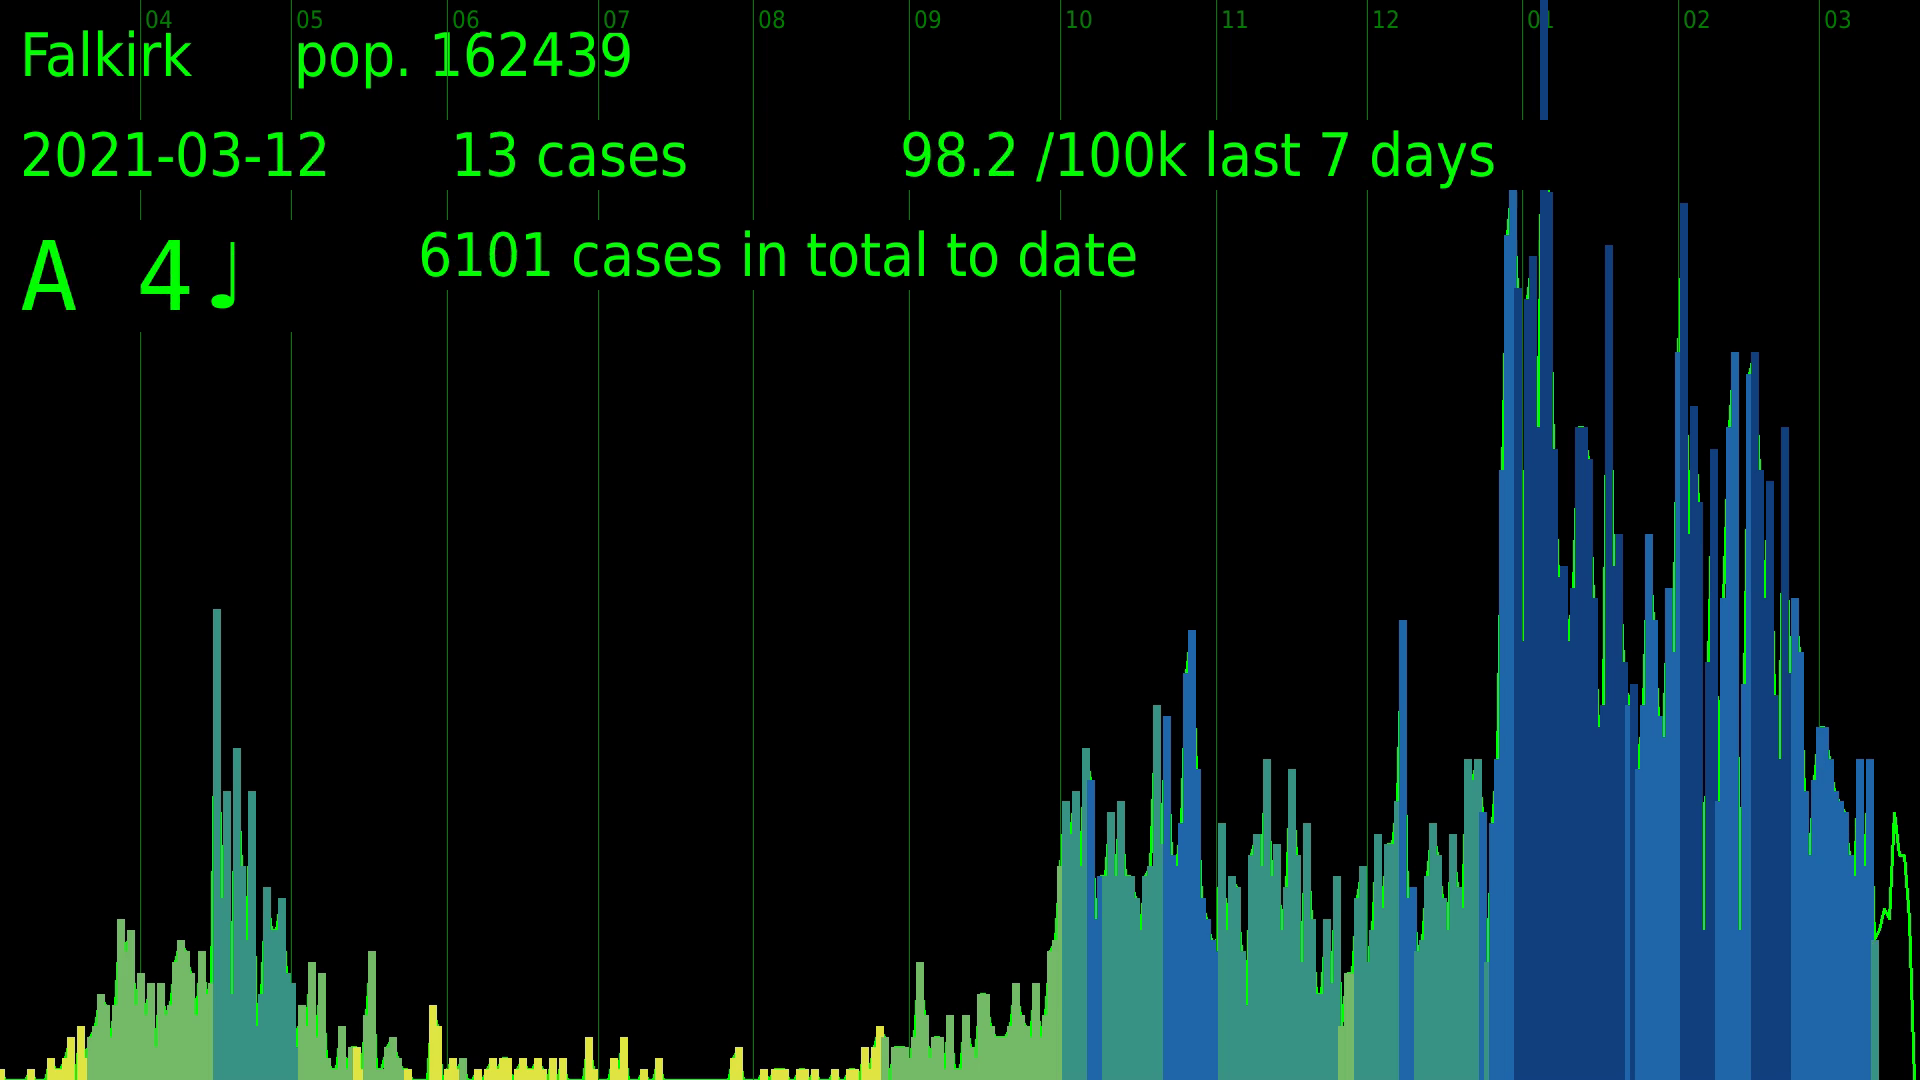 04 05 06 07 08 09 10 11 12 01 02 03
Falkirk pop. 162439
2021-03-12 13 cases 98.2 /100k last 7 days
6101 cases in total to date
A 4♩